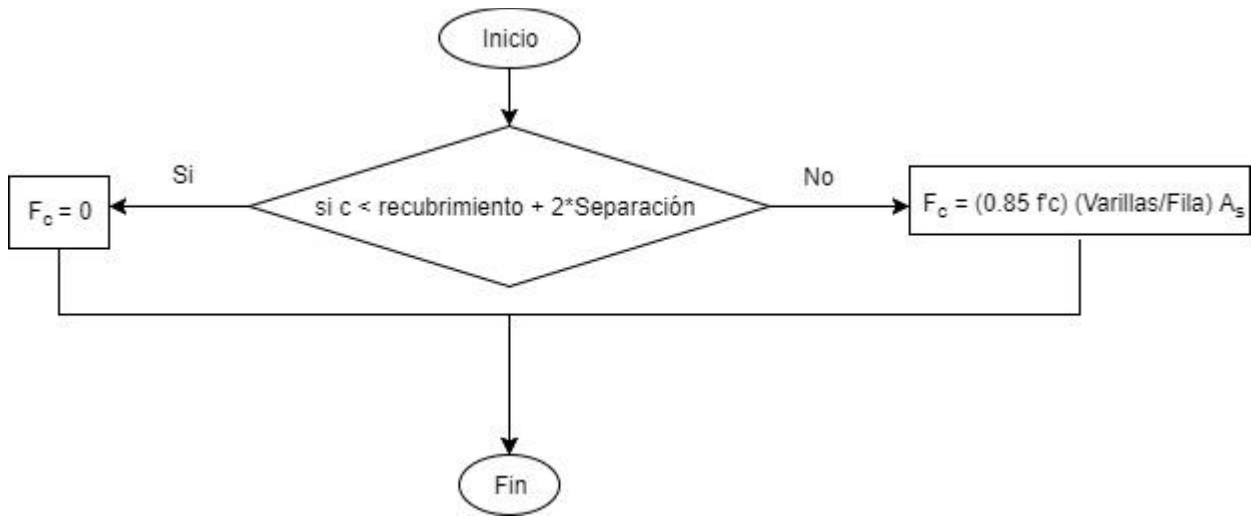 Inicio
Si
No
F_c = 0
si c < recubrimiento + 2*Separación
F_c = (0.85 f'c) (Varillas/Fila) A_s
Fin